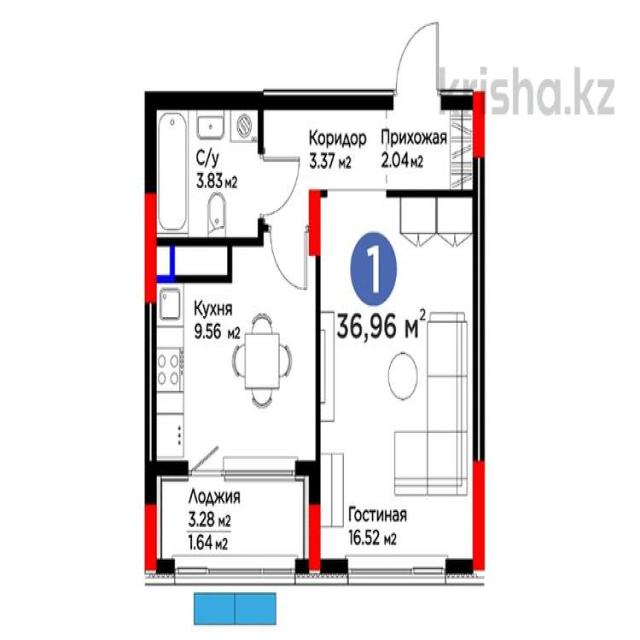 krisha.kz
Коридор
3.37 м2
Прихожая
2.04 м2
С/у
3.83 м2
1
36,96 м2
Кухня
9.56 м2
Лоджия
3.28 м2
1.64 м2
Гостиная
16.52 м2